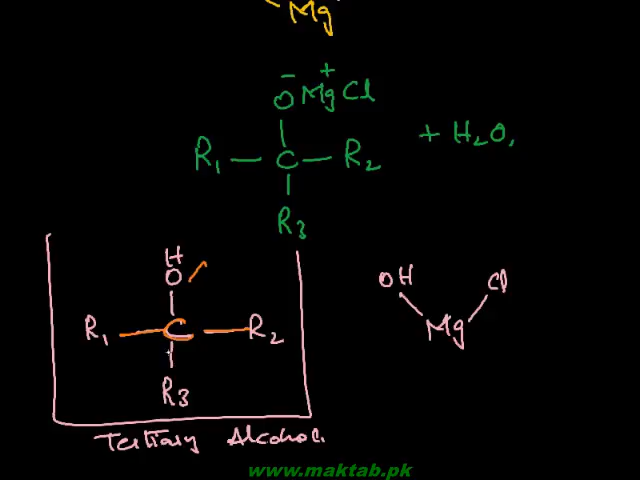 Mg
O⁻ Mg⁺ Cl
R₁ — C — R₂ + H₂O,
R₃
H
O
R₁ — C — R₂
R₃
OH Cl
Mg
Tertiary Alcohol.
www.maktab.pk